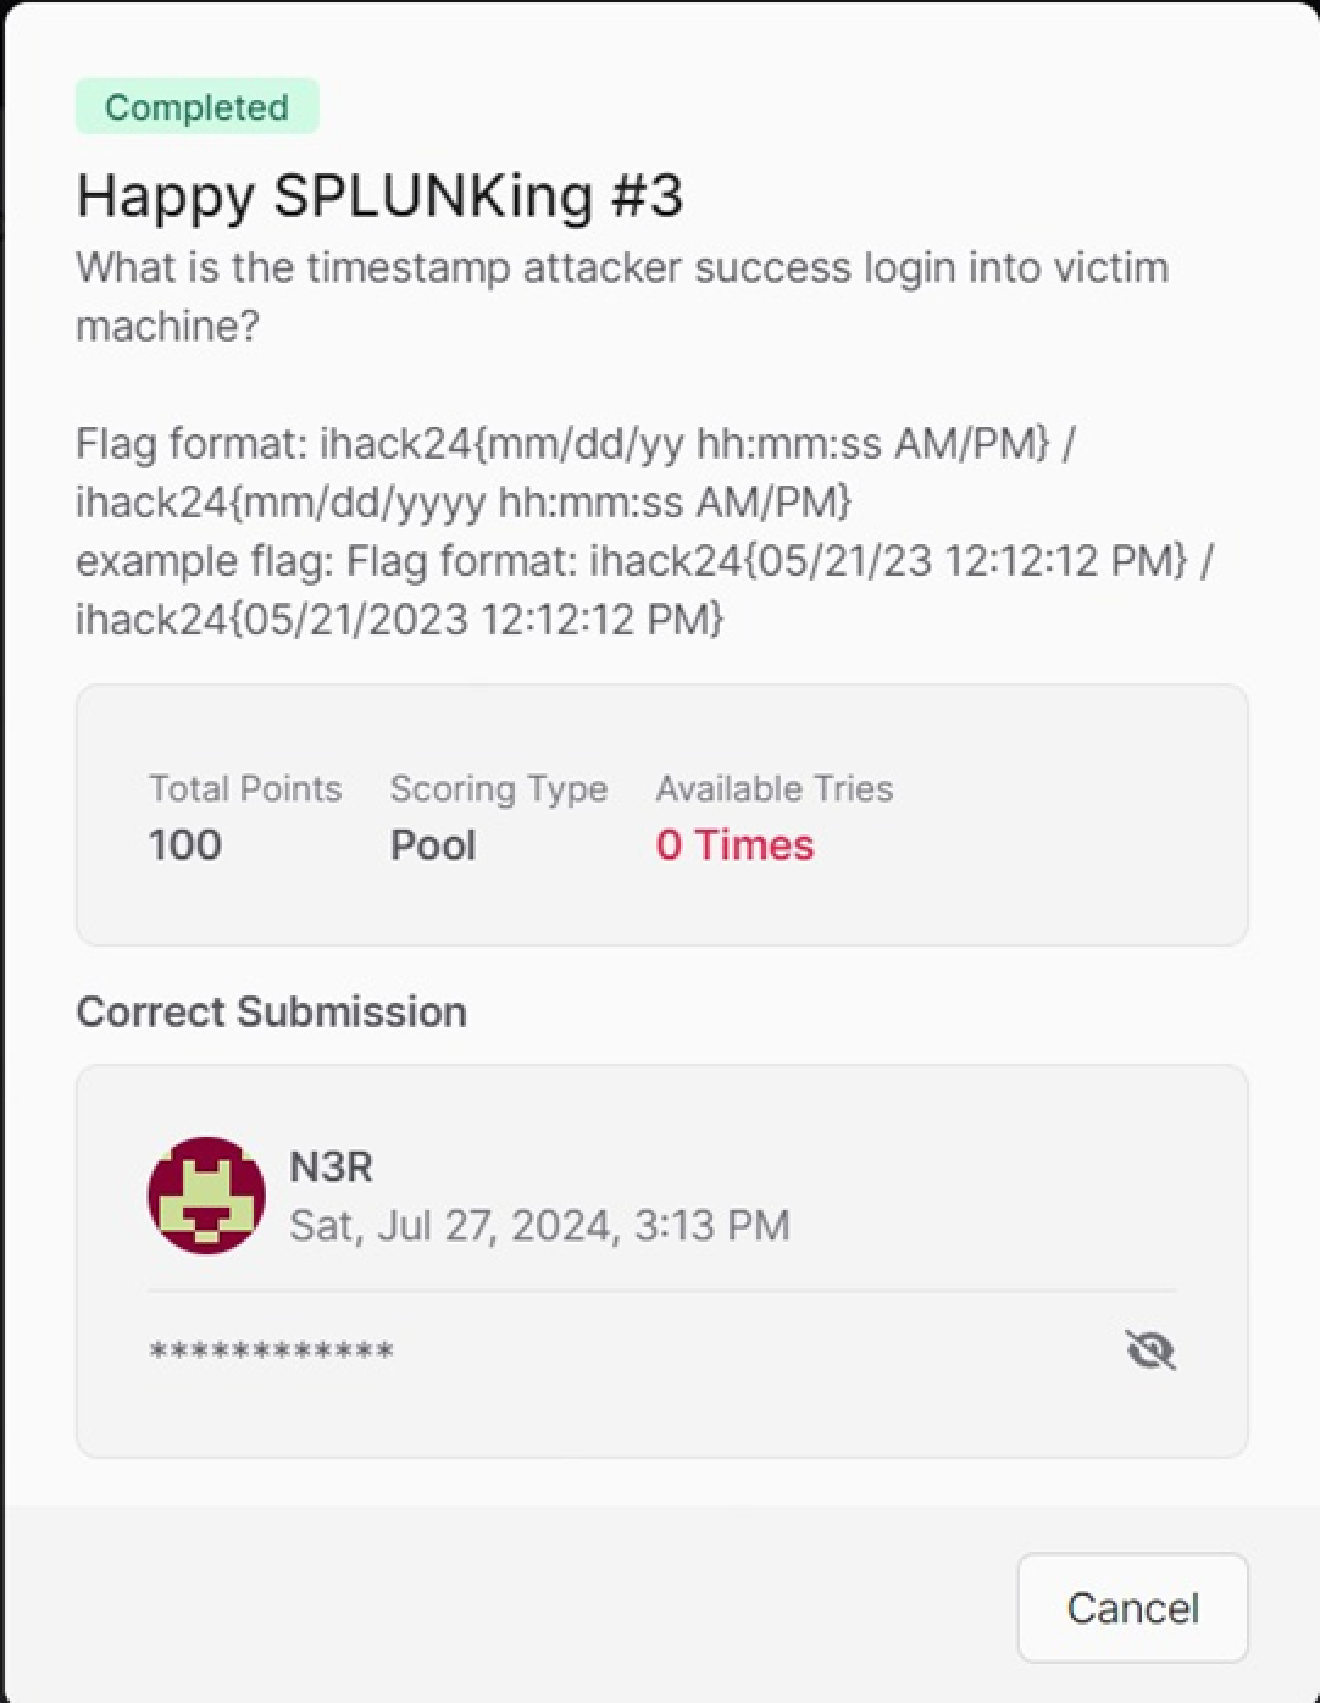 Completed
Happy SPLUNKing #3
What is the timestamp attacker success login into victim
machine?
Flag format: ihack24{mm/dd/yy hh:mm:ss AM/PM} /
ihack24{mm/dd/yyyy hh:mm:ss AM/PM}
example flag: Flag format: ihack24{05/21/23 12:12:12 PM} /
ihack24{05/21/2023 12:12:12 PM}
Total Points Scoring Type Available Tries
100 Pool 0 Times
Correct Submission
N3R
Sat, Jul 27, 2024, 3:13 PM
************
Cancel